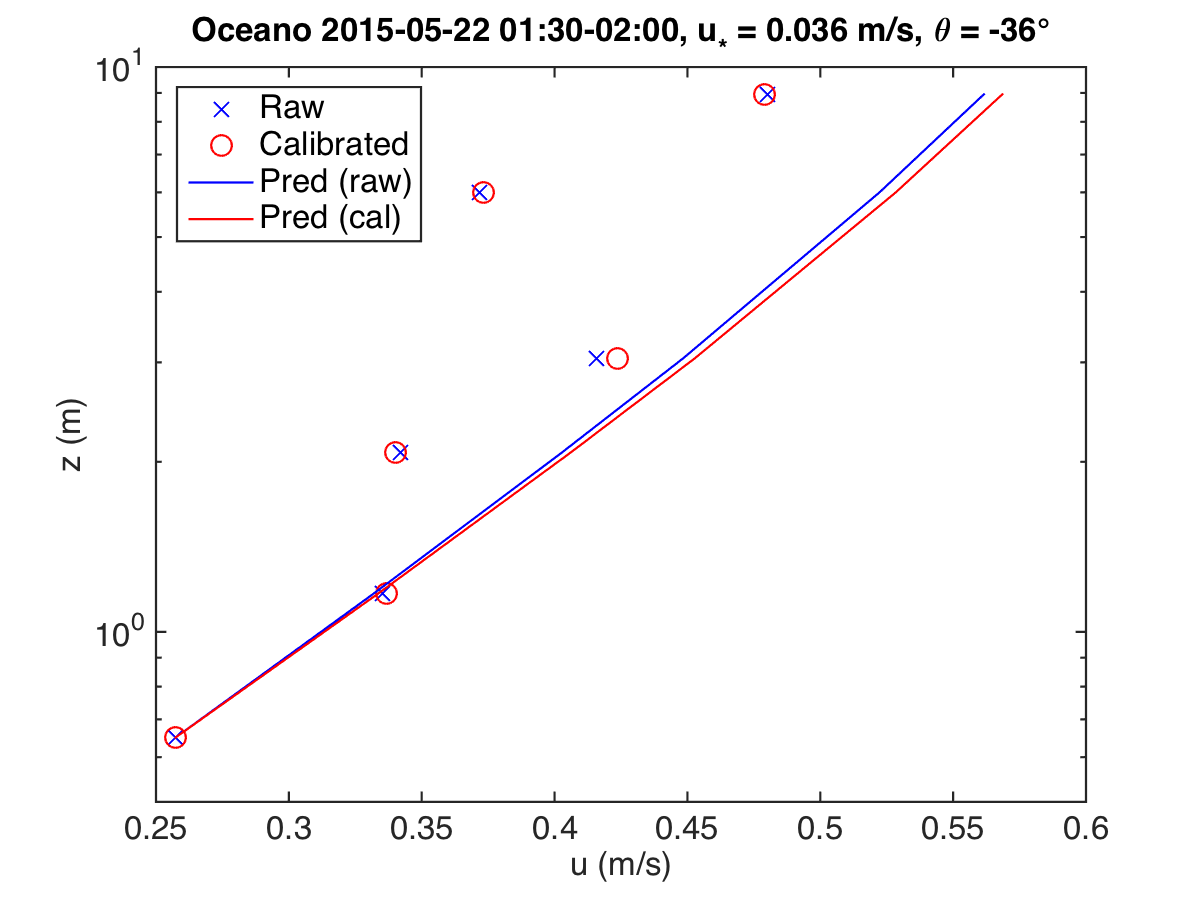 Oceano 2015-05-22 01:30-02:00, u* = 0.036 m/s, θ = -36°
10¹
Raw
Calibrated
Pred (raw)
Pred (cal)
z (m)
10⁰
0.25 0.3 0.35 0.4 0.45 0.5 0.55 0.6
u (m/s)